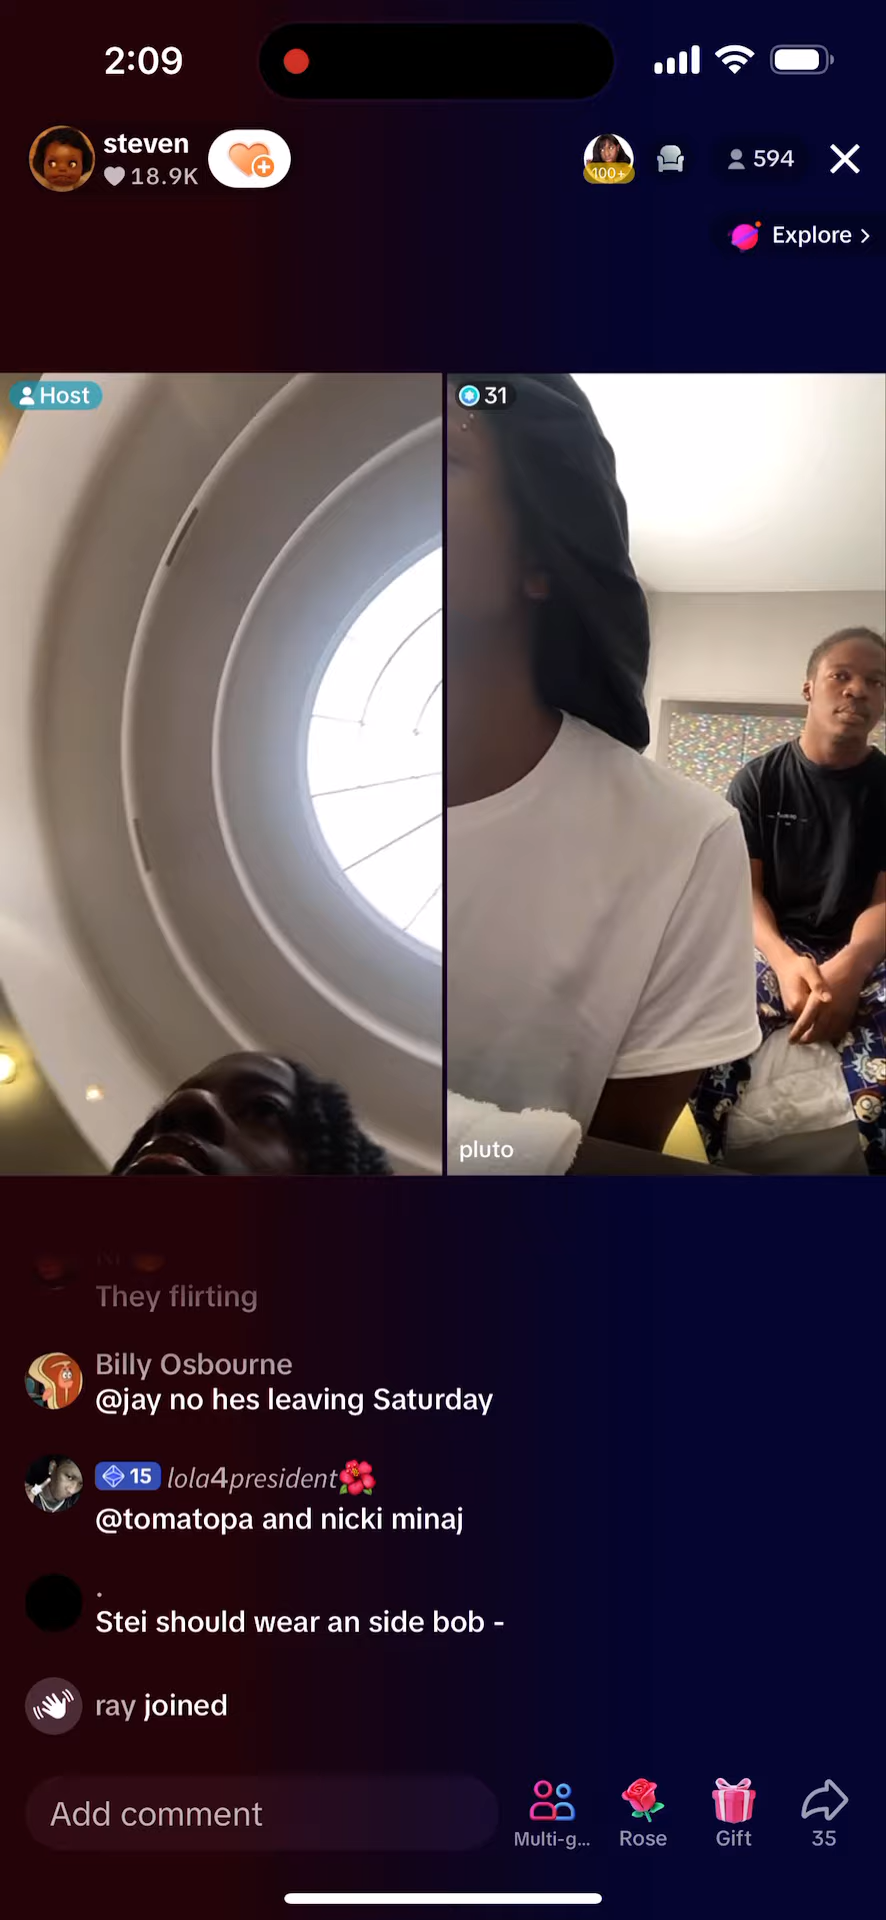 2:09
steven
18.9K
100+
594
Explore >
Host
31
pluto
They flirting
Billy Osbourne
@jay no hes leaving Saturday
15 lola4president🌺
@tomatopa and nicki minaj
.
Stei should wear an side bob -
ray joined
Add comment
Multi-g...
Rose
Gift
35